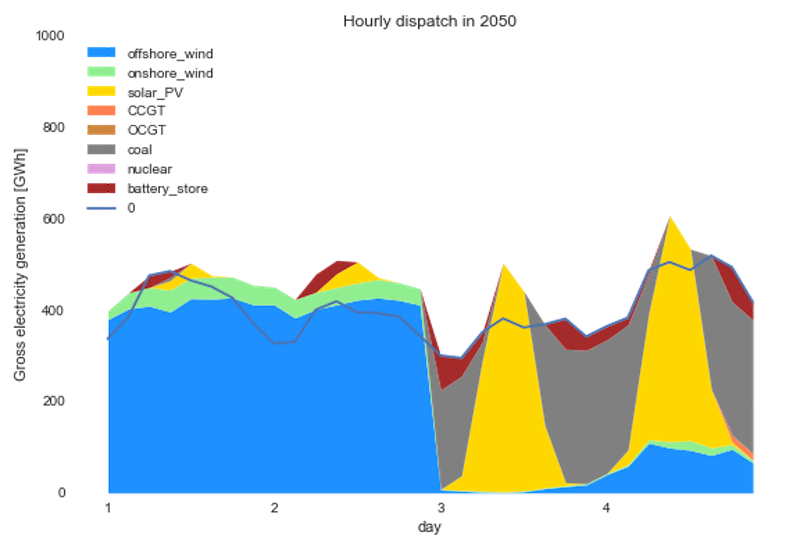 Hourly dispatch in 2050
1000
800
600
400
200
0
Gross electricity generation [GWh]
offshore_wind
onshore_wind
solar_PV
CCGT
OCGT
coal
nuclear
battery_store
0
1 2 3 4
day